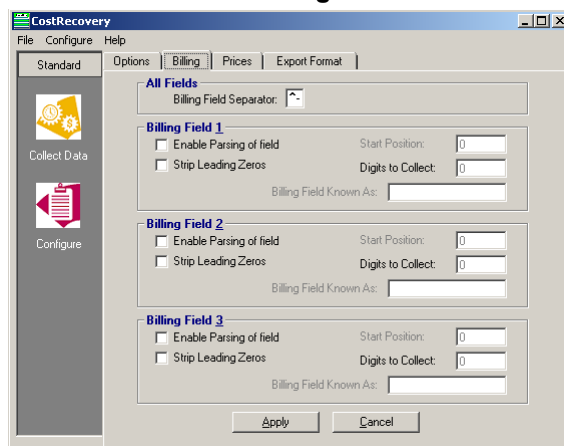 CostRecovery
File Configure Help
Standard
Options Billing Prices Export Format
All Fields
Billing Field Separator: ^-
Billing Field 1
Enable Parsing of field Start Position: 0
Strip Leading Zeros Digits to Collect: 0
Billing Field Known As:
Collect Data
Billing Field 2
Enable Parsing of field Start Position: 0
Strip Leading Zeros Digits to Collect: 0
Billing Field Known As:
Configure
Billing Field 3
Enable Parsing of field Start Position: 0
Strip Leading Zeros Digits to Collect: 0
Billing Field Known As:
Apply Cancel